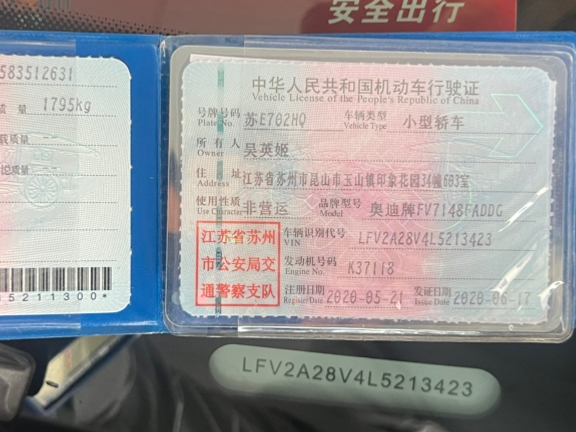 安全出行
583512631
质 量 1795kg
载质量
总质量
5211300*
中华人民共和国机动车行驶证
Vehicle License of the People's Republic of China
号牌号码 苏E702HQ 车辆类型 小型轿车
Plate No. Vehicle Type
所 有 人 吴英姬
Owner
住 址 江苏省苏州市昆山市玉山镇印象花园34幢603室
Address
使用性质 非营运 品牌型号 奥迪牌FV7148FADDG
Use Character Model
江苏省苏州
市公安局交
通警察支队
车辆识别代号 LFV2A28V4L5213423
VIN
发动机号码 K37118
Engine No.
注册日期 2020-05-21 发证日期 2020-06-17
Register Date Issue Date
LFV2A28V4L5213423